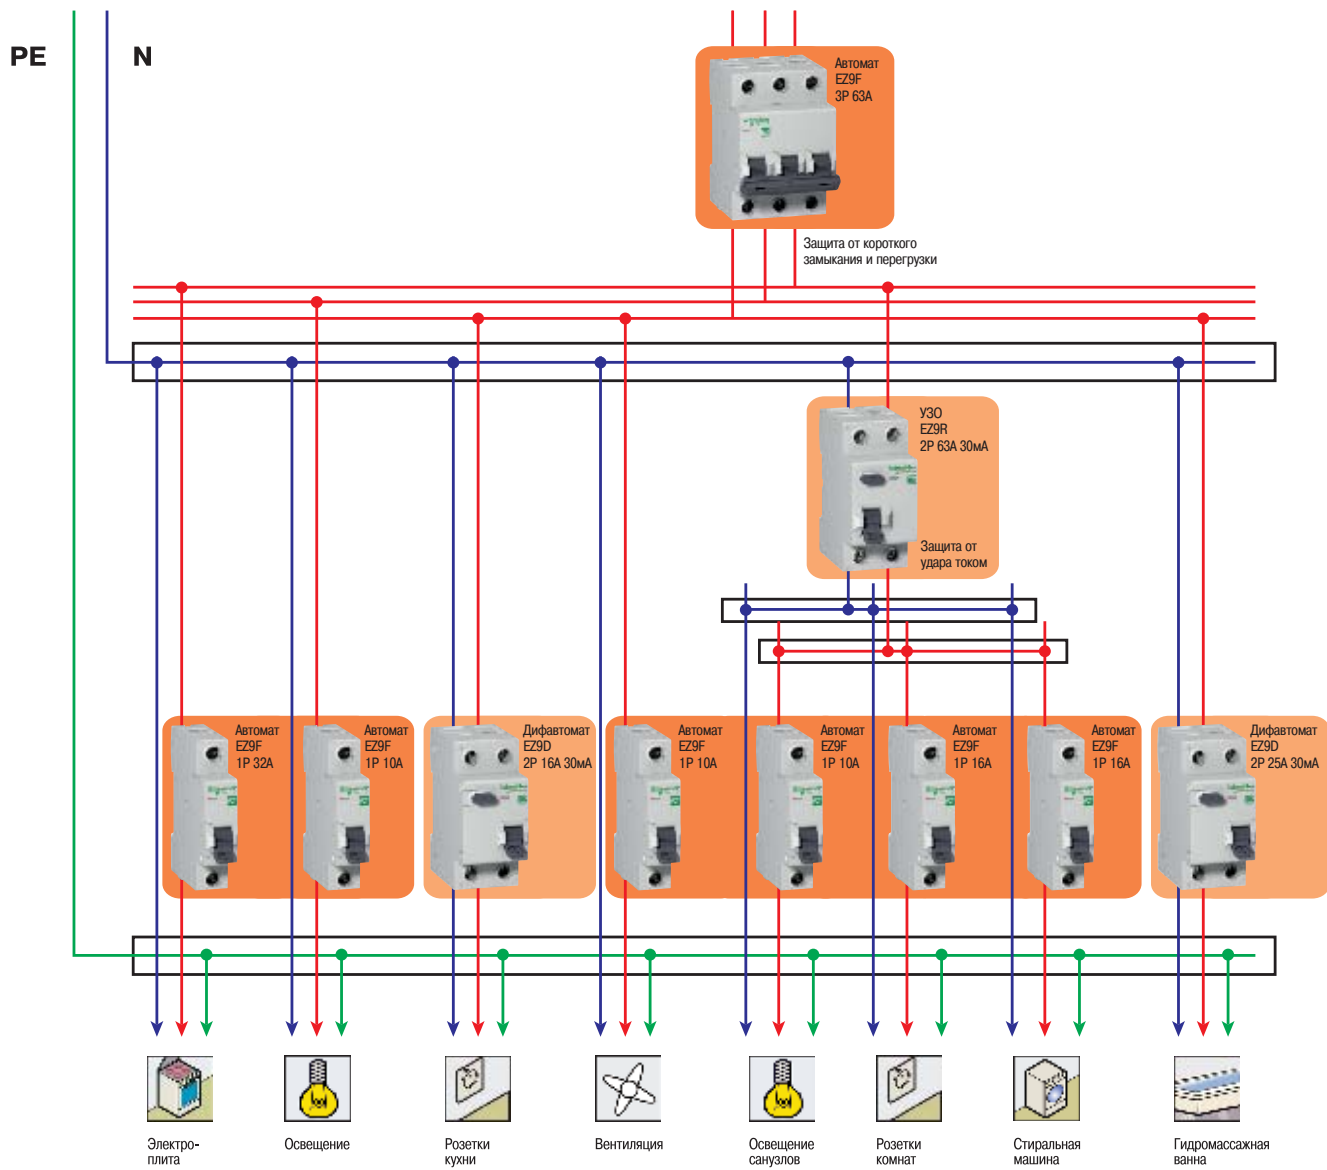 PE
N
Автомат
EZ9F
3P 63A
Защита от короткого
замыкания и перегрузки
УЗО
EZ9R
2P 63A 30мА
Защита от
удара током
Автомат
EZ9F
1P 32A
Автомат
EZ9F
1P 10A
Дифавтомат
EZ9D
2P 16A 30мА
Автомат
EZ9F
1P 10A
Автомат
EZ9F
1P 10A
Автомат
EZ9F
1P 16A
Автомат
EZ9F
1P 16A
Дифавтомат
EZ9D
2P 25A 30мА
Электро-
плита
Освещение
Розетки
кухни
Вентиляция
Освещение
санузлов
Розетки
комнат
Стиральная
машина
Гидромассажная
ванна